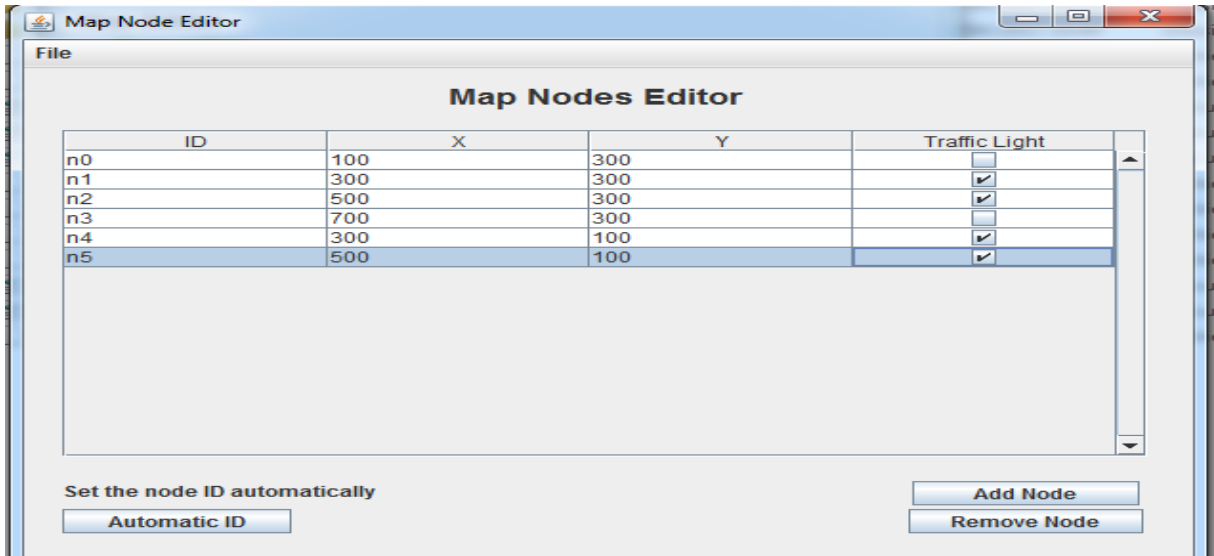 Map Node Editor
File
Map Nodes Editor
ID X Y Traffic Light
n0 100 300
n1 300 300
n2 500 300
n3 700 300
n4 300 100
n5 500 100
Set the node ID automatically
Add Node
Automatic ID
Remove Node